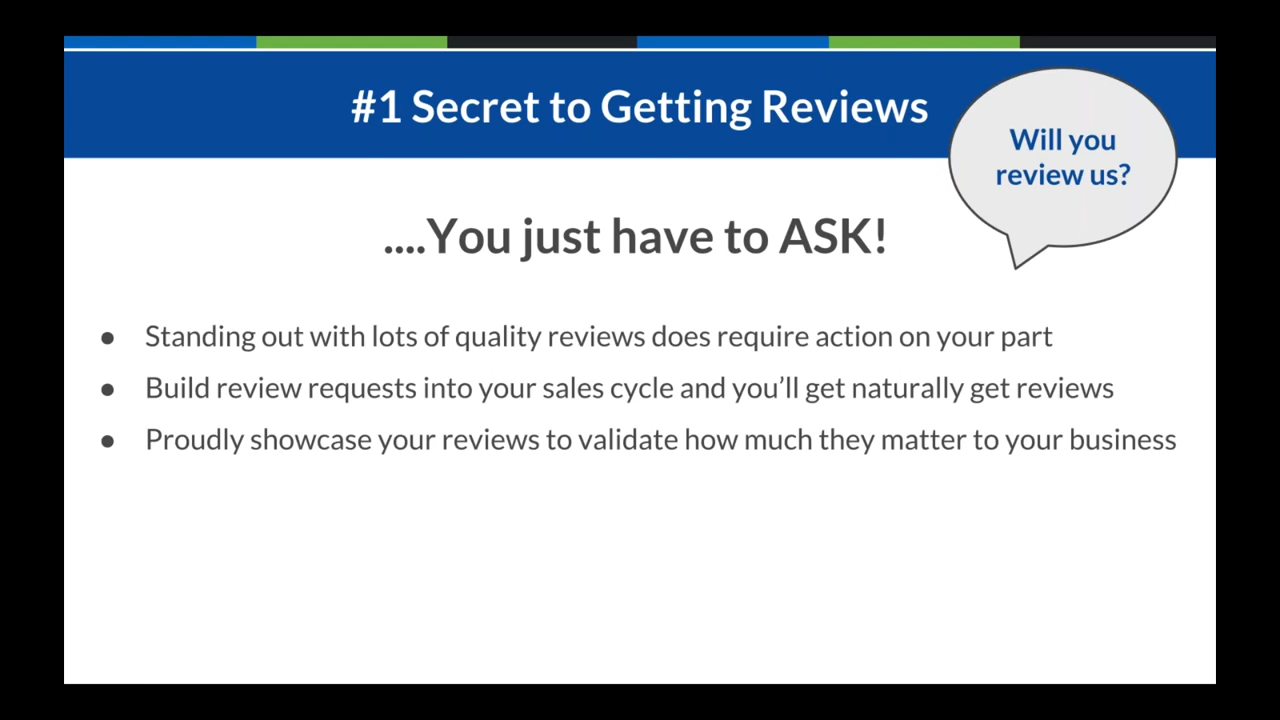 #1 Secret to Getting Reviews
Will you
review us?
....You just have to ASK!
● Standing out with lots of quality reviews does require action on your part
● Build review requests into your sales cycle and you’ll get naturally get reviews
● Proudly showcase your reviews to validate how much they matter to your business